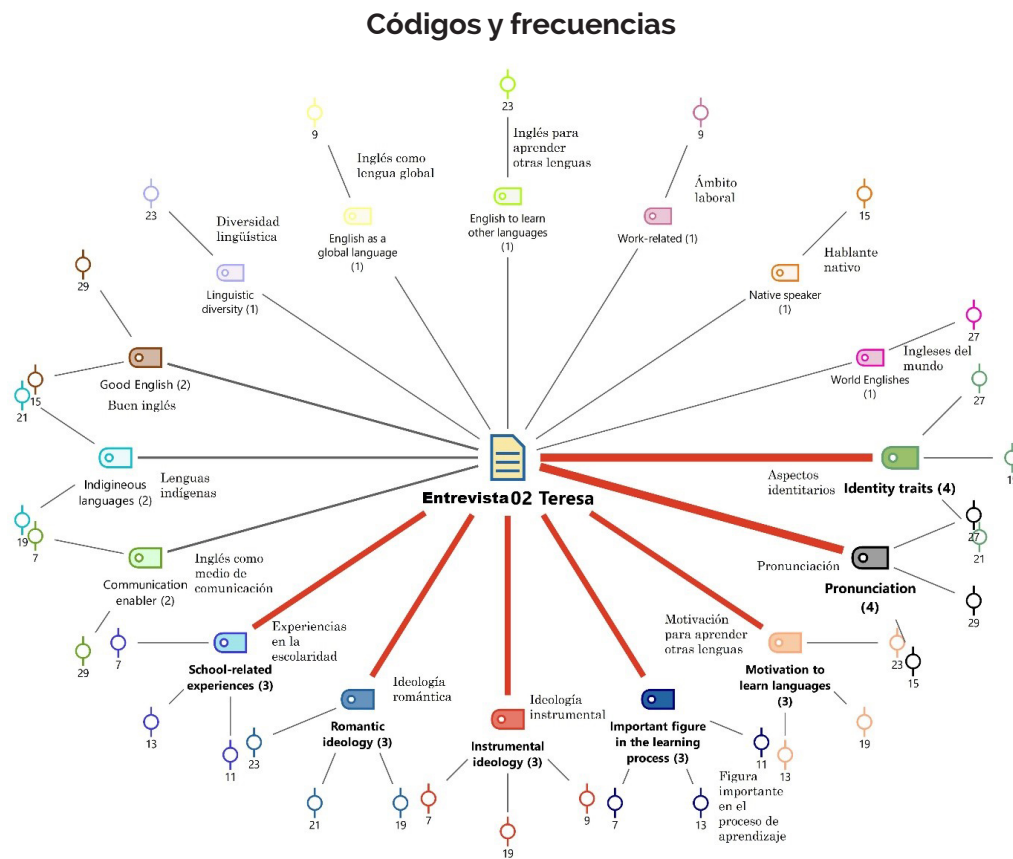 Códigos y frecuencias
23
9
9
Inglés para
aprender
otras lenguas
Inglés como
lengua global
Ámbito
laboral
23
English to learn
other languages
(1)
15
Diversidad
lingüística
English as a
global language
(1)
Work-related (1)
Hablante
nativo
29
Linguistic
diversity (1)
Native speaker
(1)
27
Ingleses del
mundo
Good English (2)
World Englishes
(1)
15
21
Buen inglés
27
Lenguas
indígenas
Aspectos
identitarios
Indigineous
languages (2)
Entrevista 02 Teresa
Identity traits (4)
19
7
27
21
Inglés como
medio de
comunicación
Pronunciación
Communication
enabler (2)
Pronunciation
(4)
29
Experiencias
en la
escolaridad
Motivación
para aprender
otras lenguas
29
7
23
15
School-related
experiences (3)
Motivation to
learn languages
(3)
Ideología
romántica
Ideología
instrumental
13
19
Romantic
ideology (3)
Instrumental
ideology (3)
Important figure
in the learning
process (3)
11
23
11
13
Figura
importante
en el
proceso de
aprendizaje
21
19
7
9
7
13
19